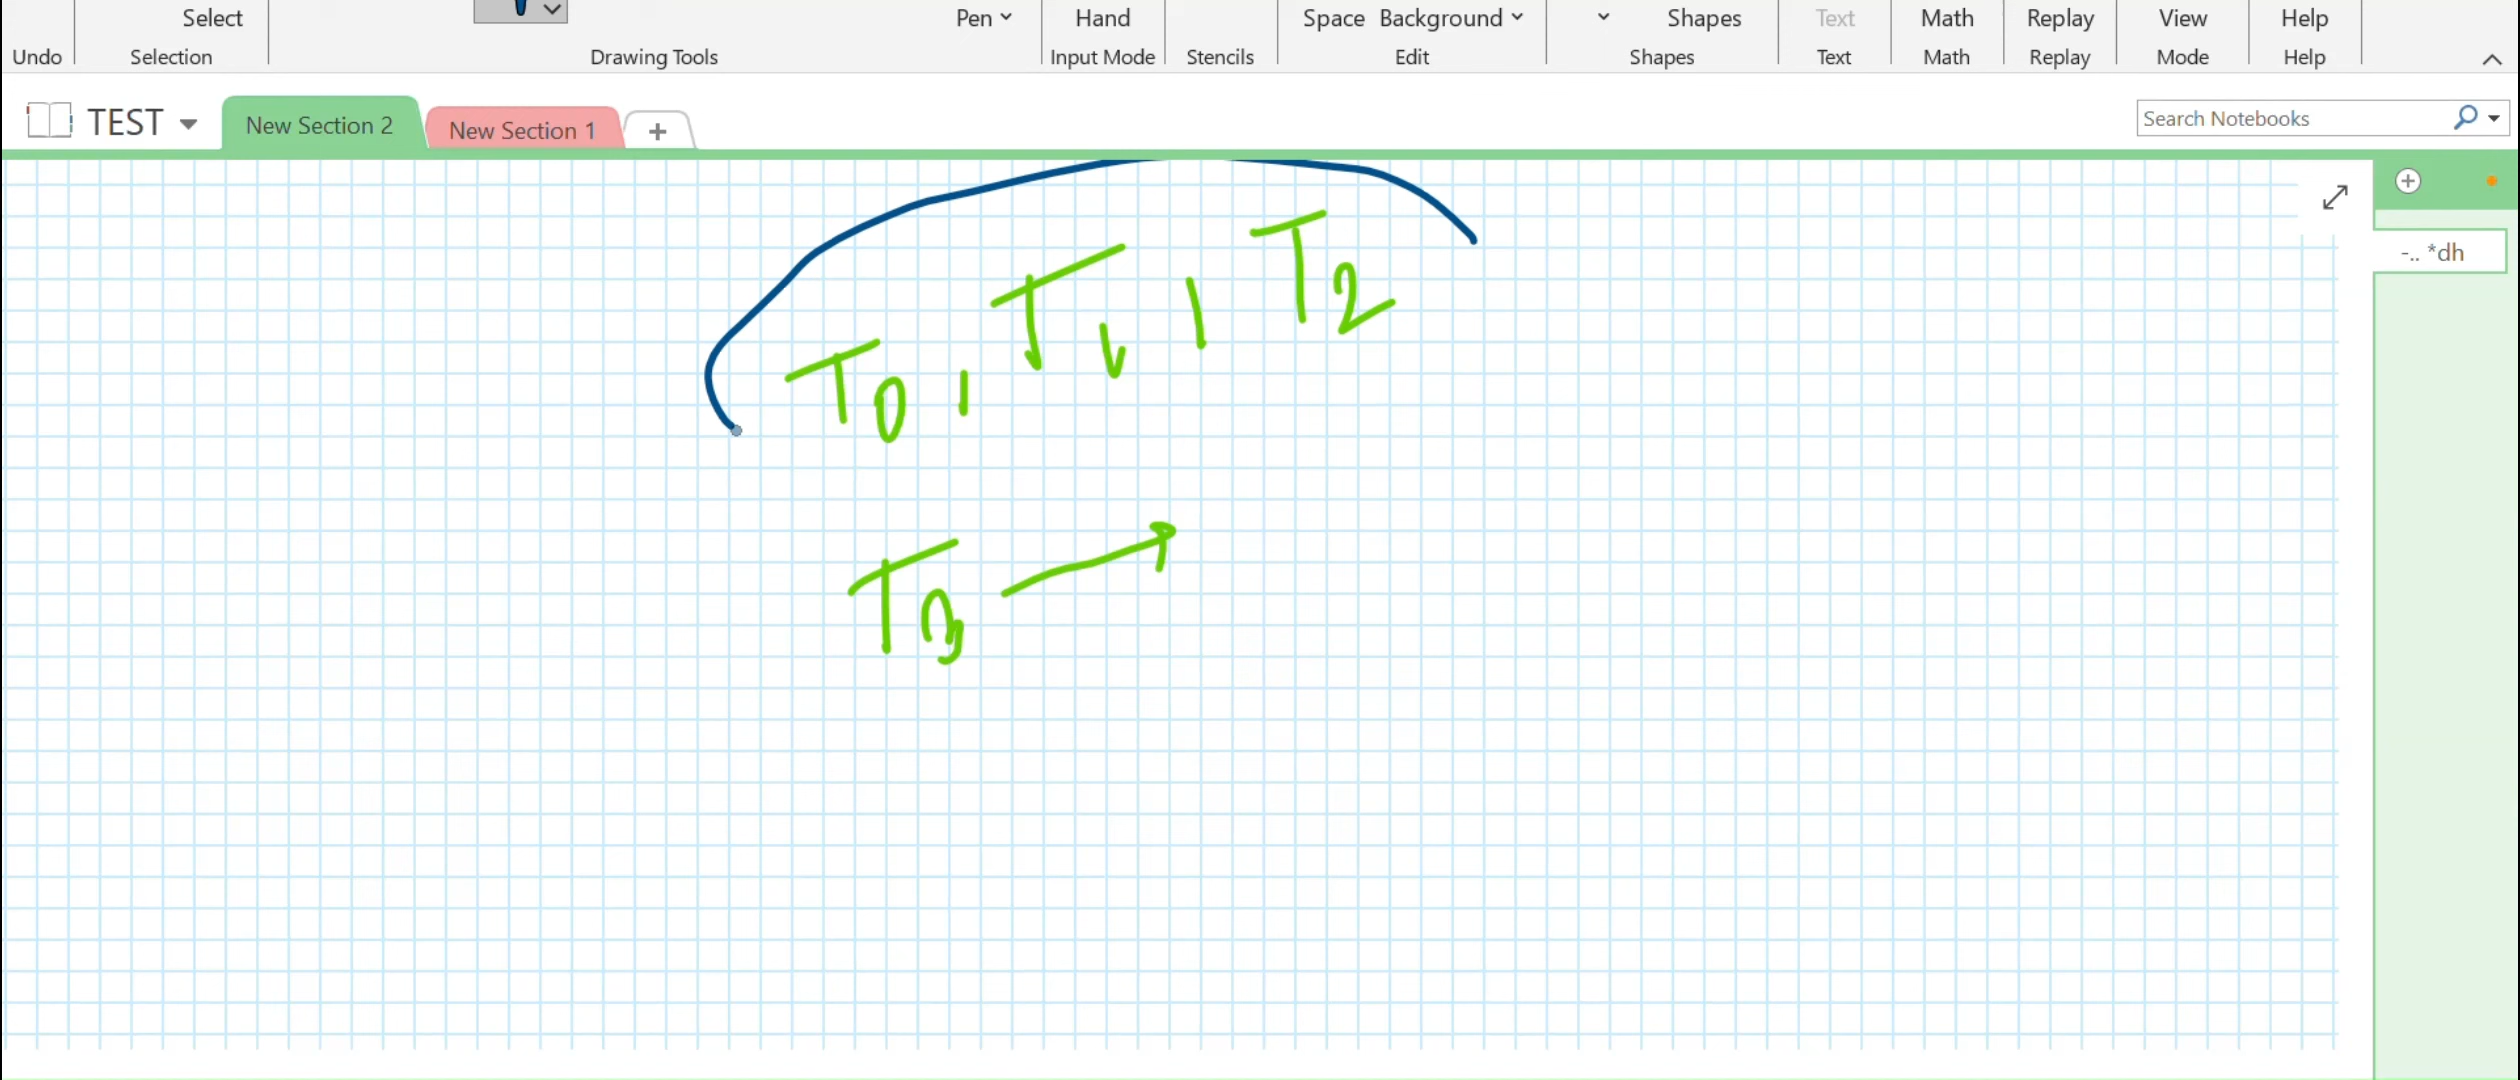 Select Pen Hand Space Background Shapes Text Math Replay View Help
Undo Selection Drawing Tools Input Mode Stencils Edit Shapes Text Math Replay Mode Help
TEST New Section 2 New Section 1 + Search Notebooks
-.. *dh
T0, T1, T2
T3 →